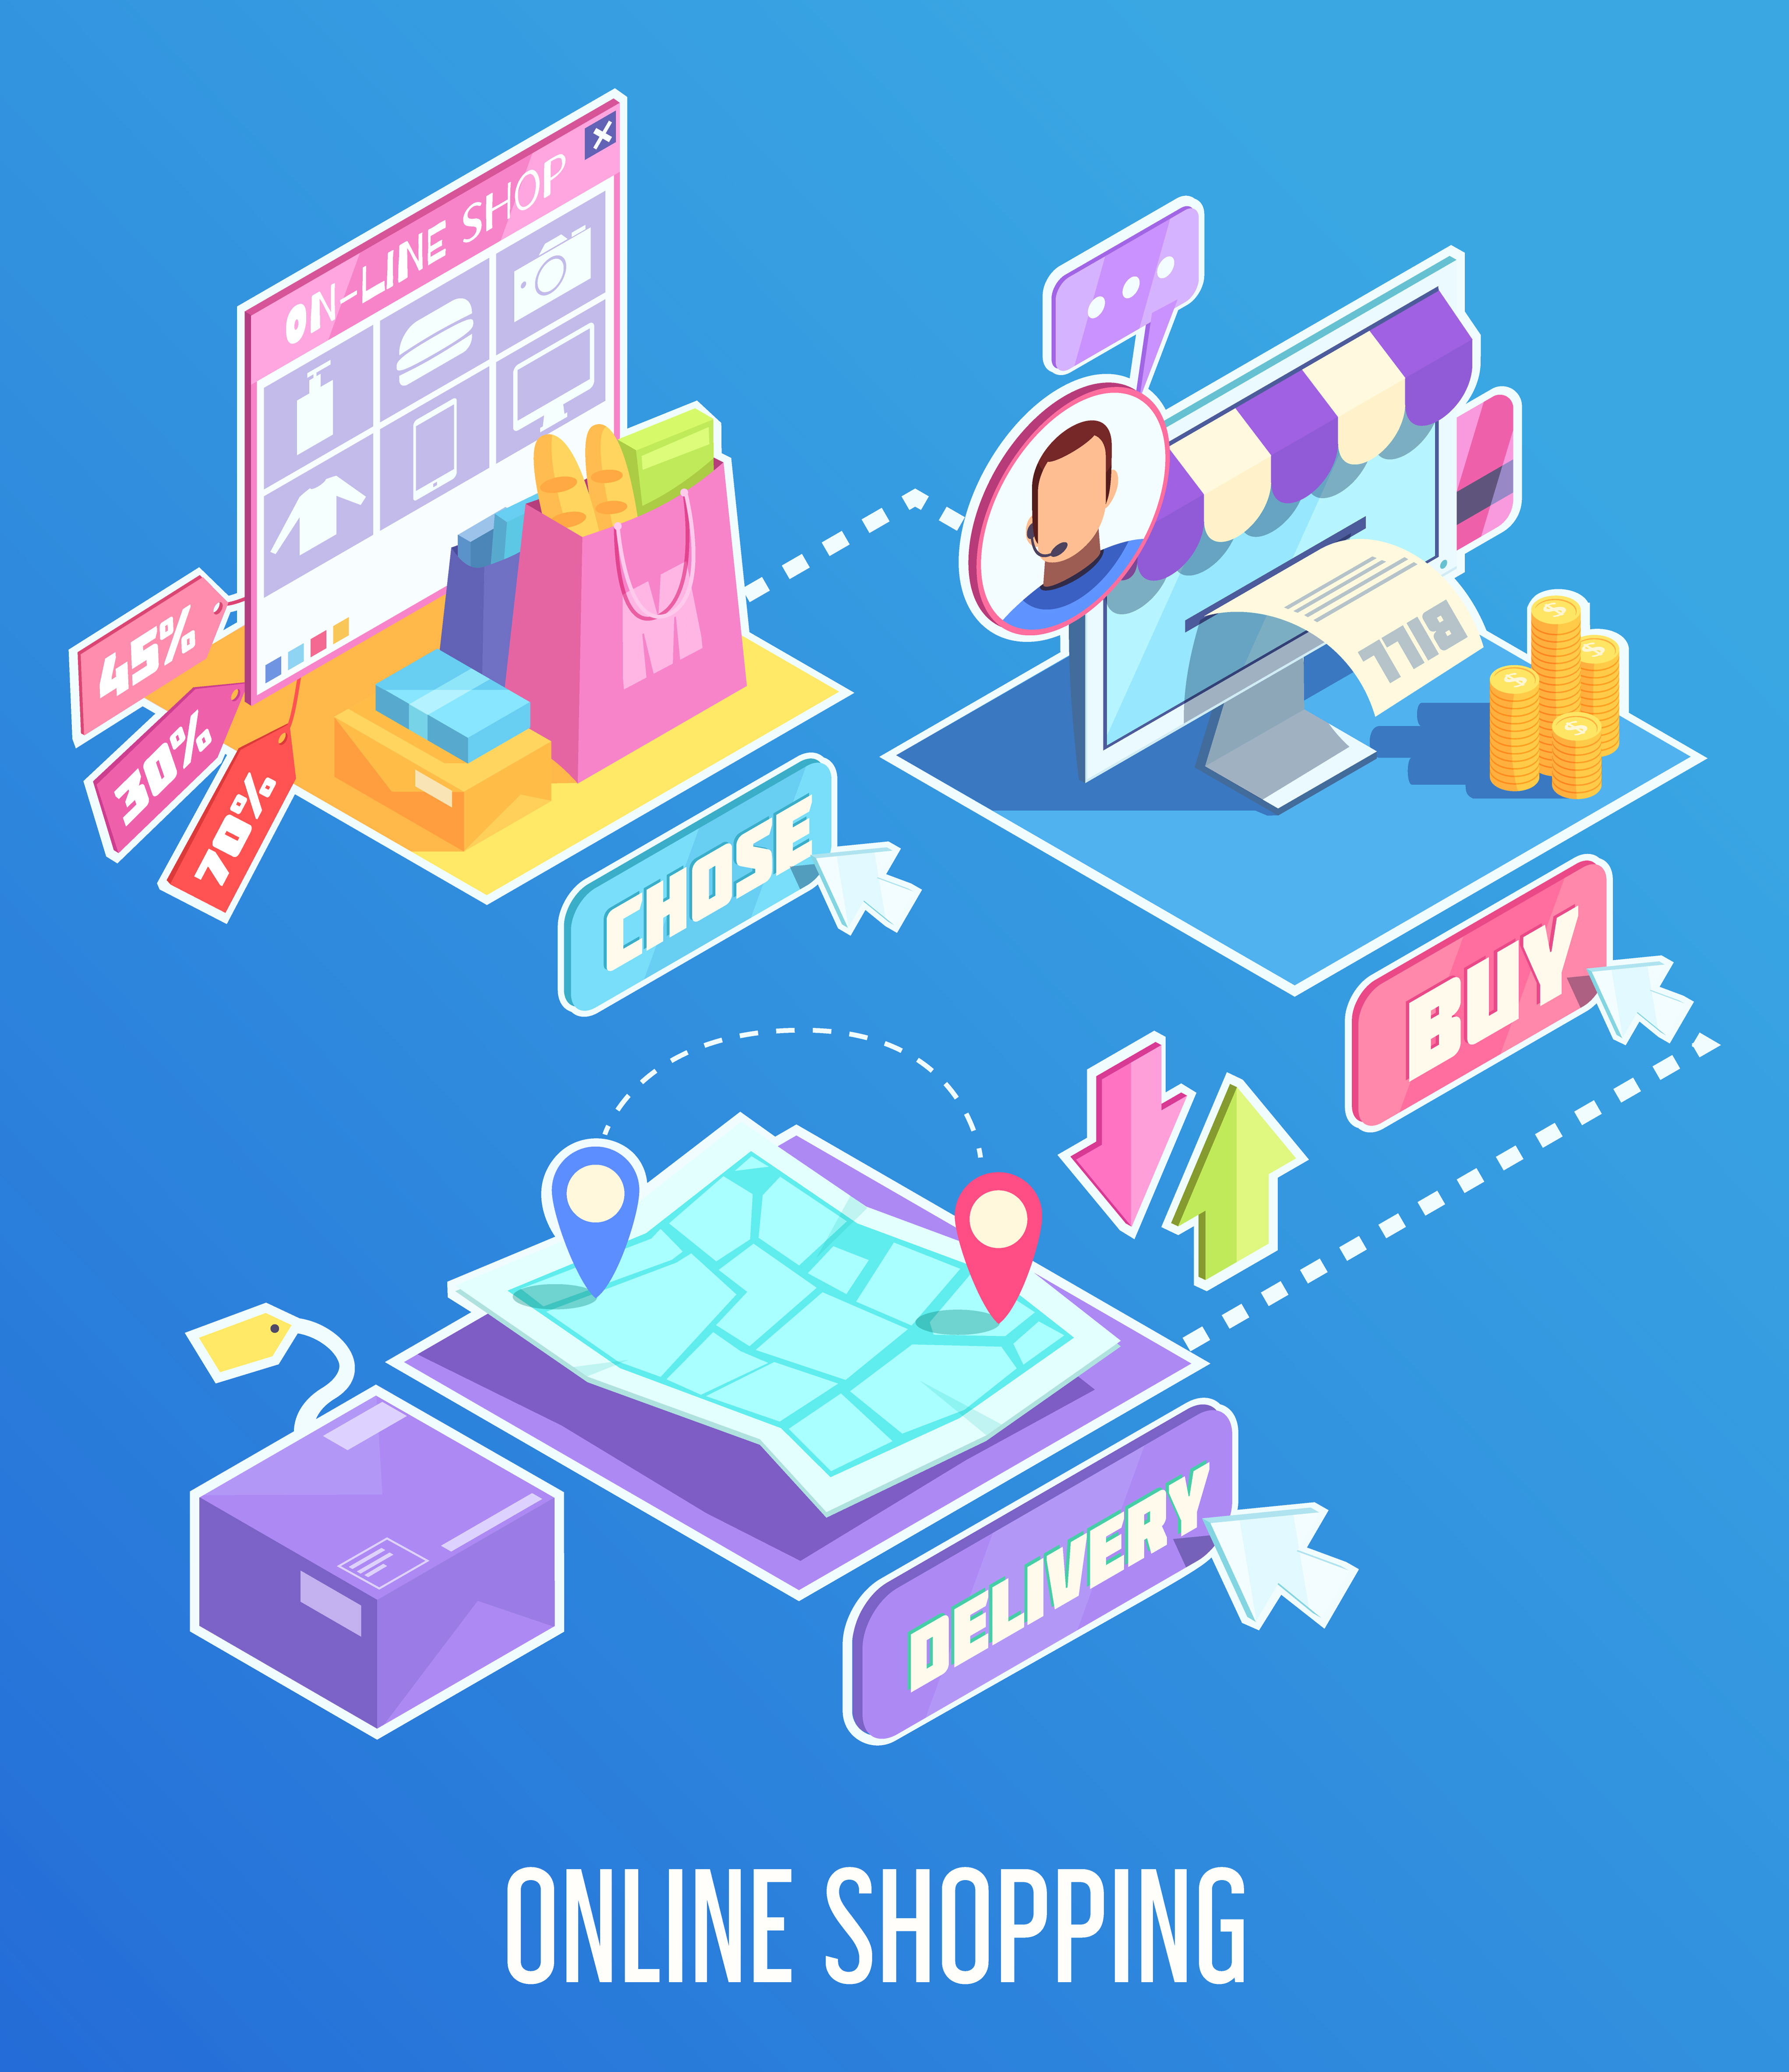 ON-LINE SHOP
45%
30%
70%
M
BILL
CHOSE
BUY
DELIVERY
ONLINE SHOPPING